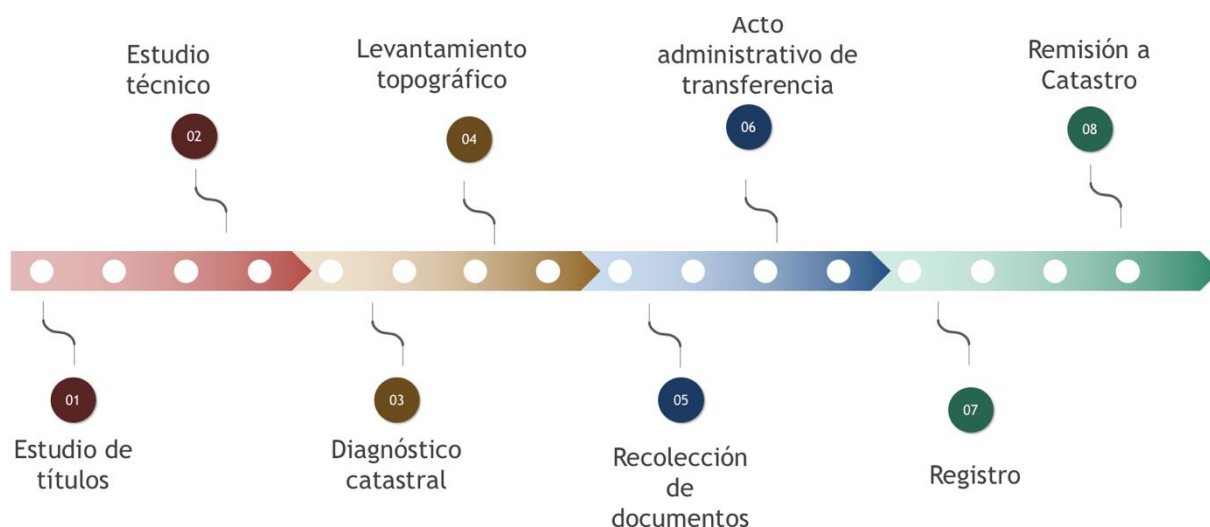 Estudio
técnico
02
Levantamiento
topográfico
04
Acto
administrativo de
transferencia
06
Remisión a
Catastro
08
01
Estudio de
títulos
03
Diagnóstico
catastral
05
Recolección
de
documentos
07
Registro